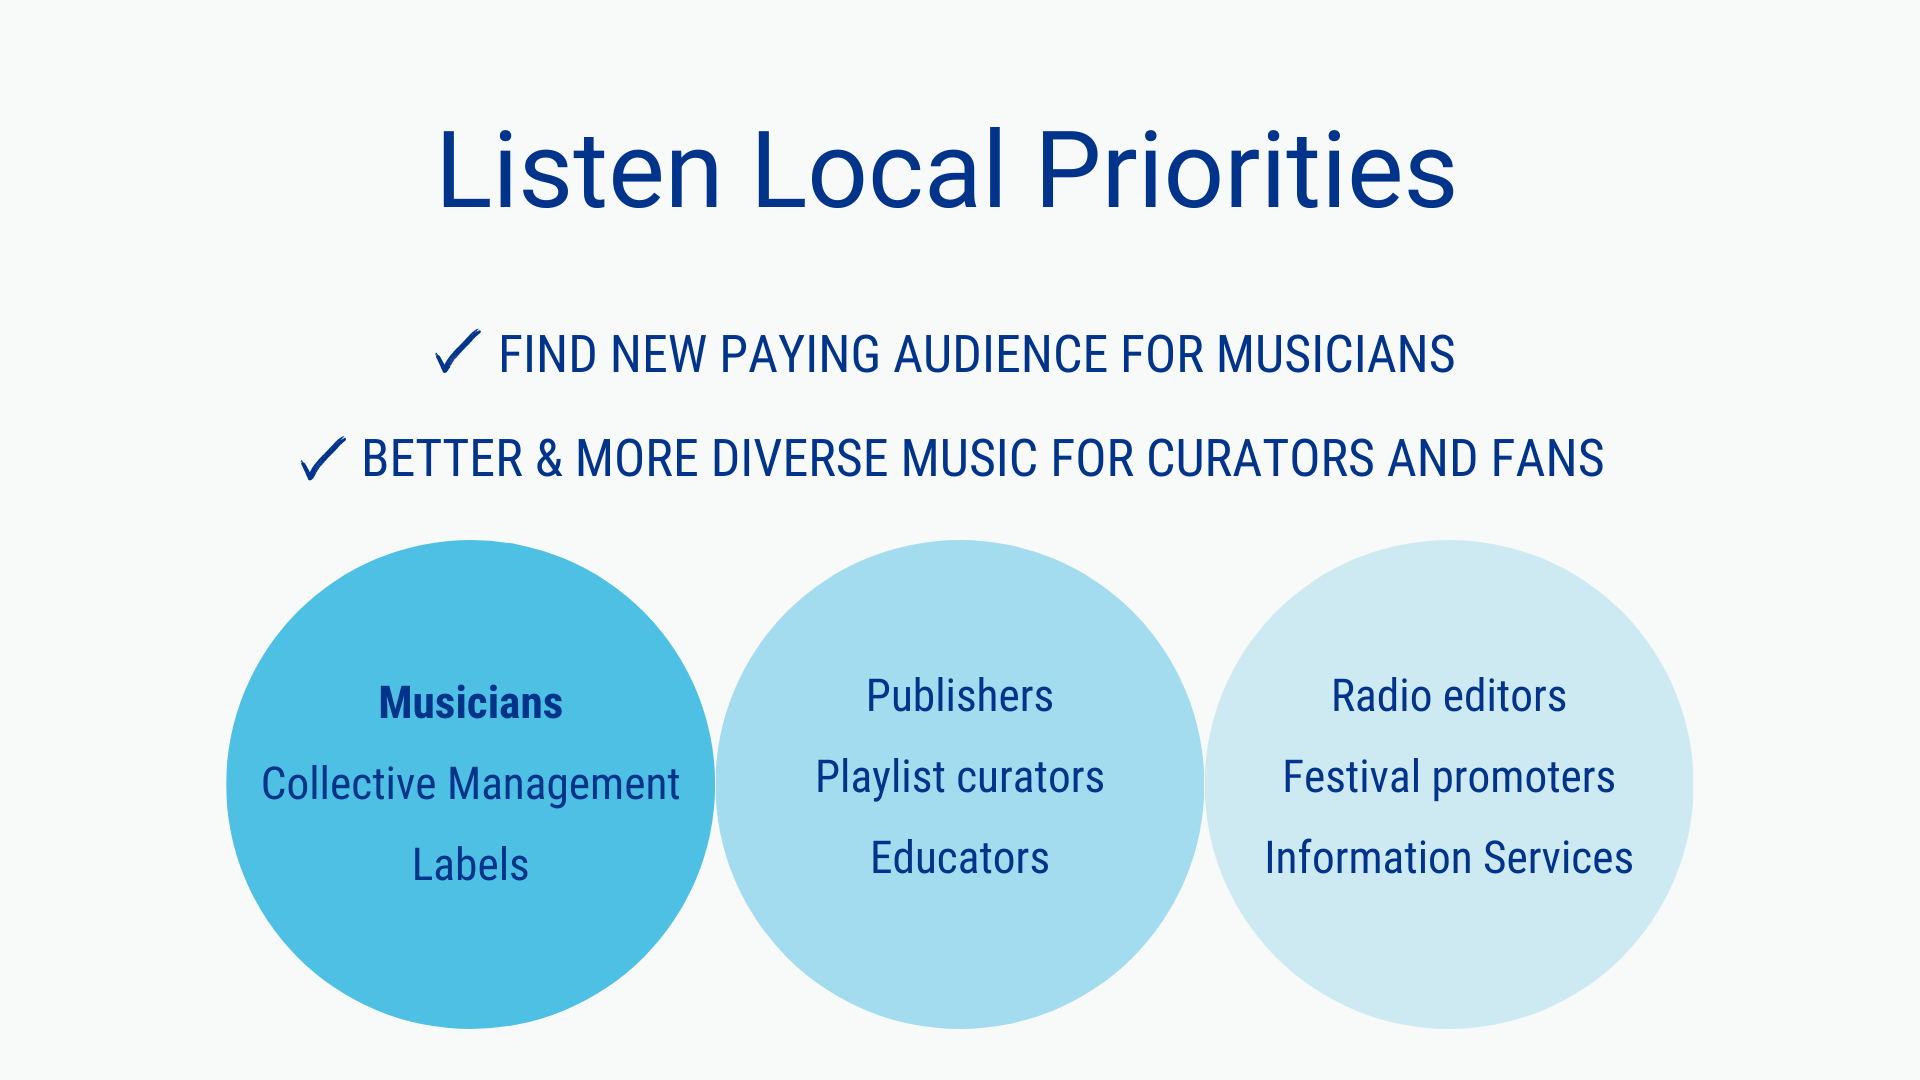 Listen Local Priorities
✓ FIND NEW PAYING AUDIENCE FOR MUSICIANS
✓ BETTER & MORE DIVERSE MUSIC FOR CURATORS AND FANS
Musicians
Collective Management
Labels
Publishers
Playlist curators
Educators
Radio editors
Festival promoters
Information Services